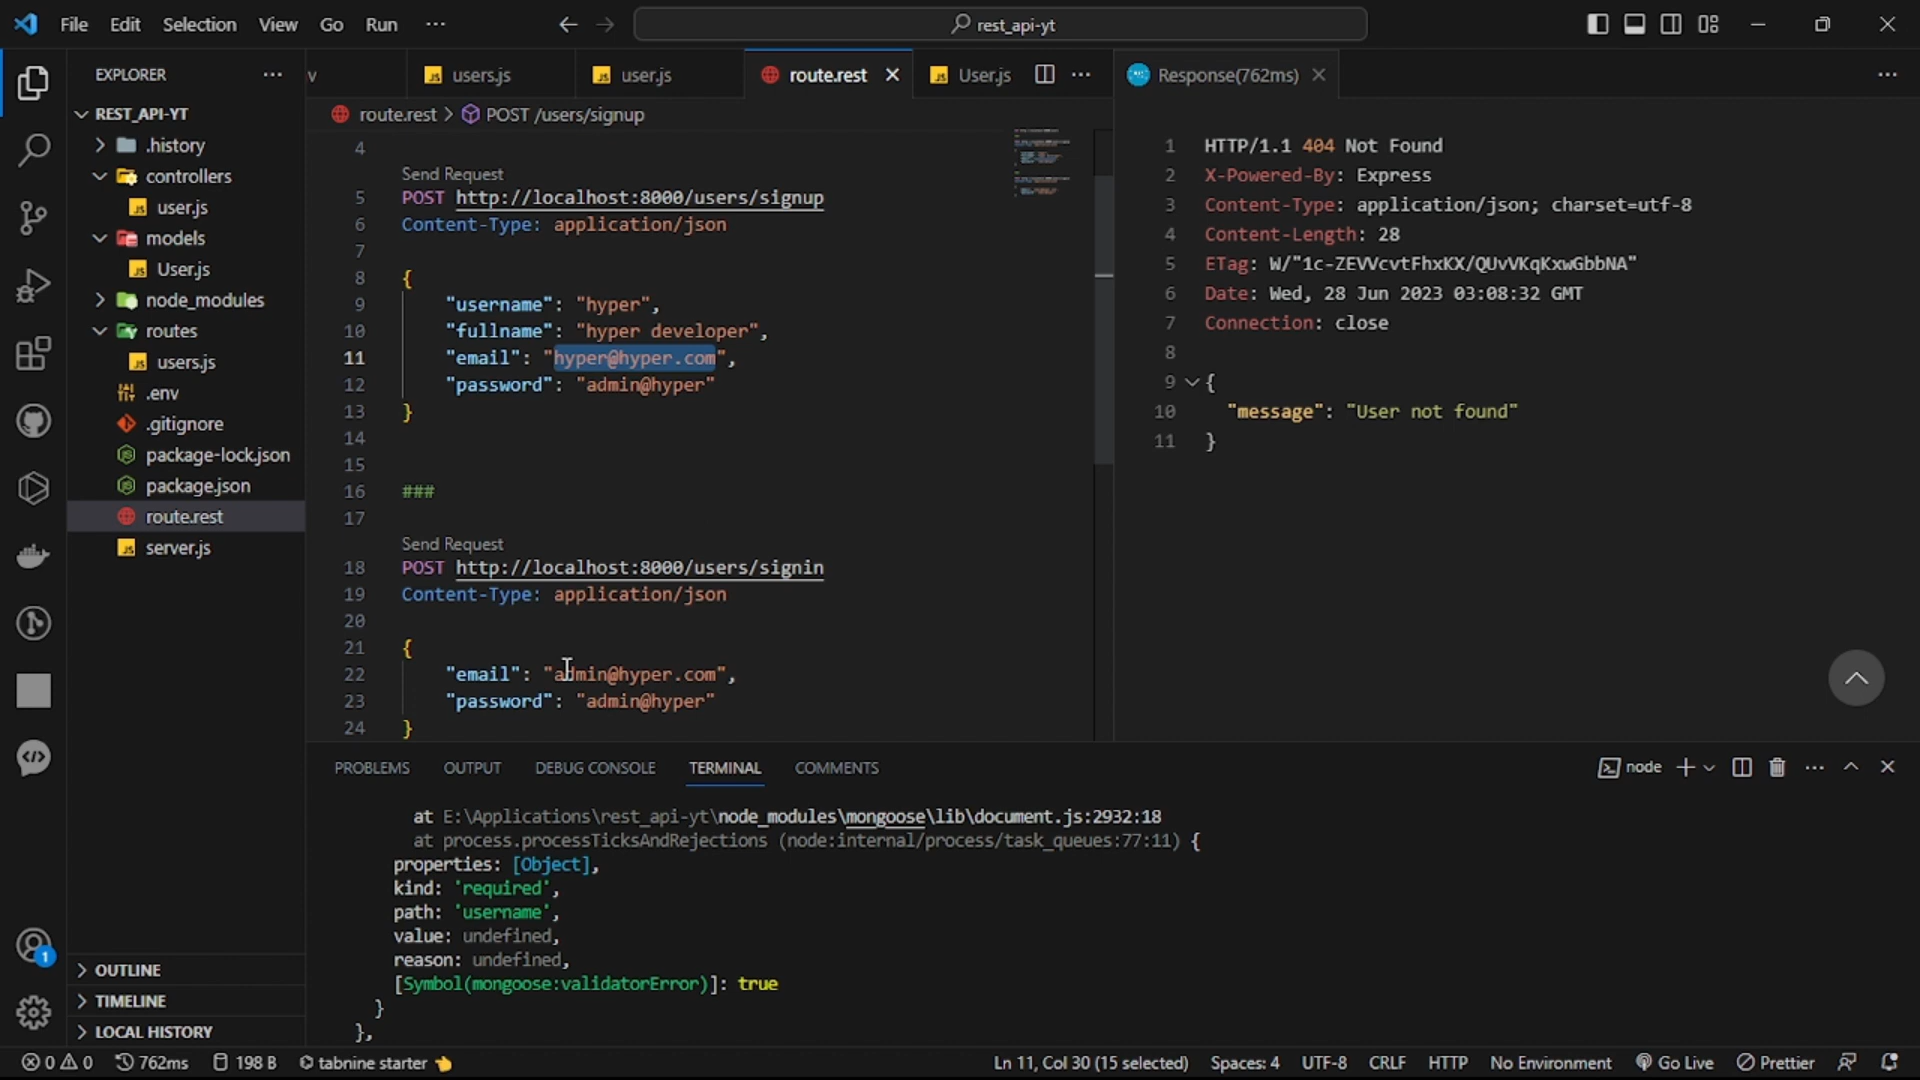 File Edit Selection View Go Run ··· rest_api-yt
EXPLORER ···
REST_API-YT
.history
controllers
user.js
models
User.js
node_modules
routes
users.js
.env
.gitignore
package-lock.json
package.json
route.rest
server.js
OUTLINE
TIMELINE
LOCAL HISTORY
v users.js user.js route.rest User.js ···
route.rest > POST /users/signup
4
Send Request
5 POST http://localhost:8000/users/signup
6 Content-Type: application/json
7
8 {
9 "username": "hyper",
10 "fullname": "hyper developer",
11 "email": "hyper@hyper.com",
12 "password": "admin@hyper"
13 }
14
15
16 ###
17
Send Request
18 POST http://localhost:8000/users/signin
19 Content-Type: application/json
20
21 {
22 "email": "admin@hyper.com",
23 "password": "admin@hyper"
24 }
Response(762ms) ···
1 HTTP/1.1 404 Not Found
2 X-Powered-By: Express
3 Content-Type: application/json; charset=utf-8
4 Content-Length: 28
5 ETag: W/"1c-ZEVVcvtFhxKX/QUvVKqKxwGbbNA"
6 Date: Wed, 28 Jun 2023 03:08:32 GMT
7 Connection: close
8
9 {
10 "message": "User not found"
11 }
PROBLEMS OUTPUT DEBUG CONSOLE TERMINAL COMMENTS node ···
at E:\Applications\rest_api-yt\node_modules\mongoose\lib\document.js:2932:18
at process.processTicksAndRejections (node:internal/process/task_queues:77:11) {
properties: [Object],
kind: 'required',
path: 'username',
value: undefined,
reason: undefined,
[Symbol(mongoose:validatorError)]: true
}
},
1
0 0 762ms 198 B tabnine starter Ln 11, Col 30 (15 selected) Spaces: 4 UTF-8 CRLF HTTP No Environment Go Live Prettier